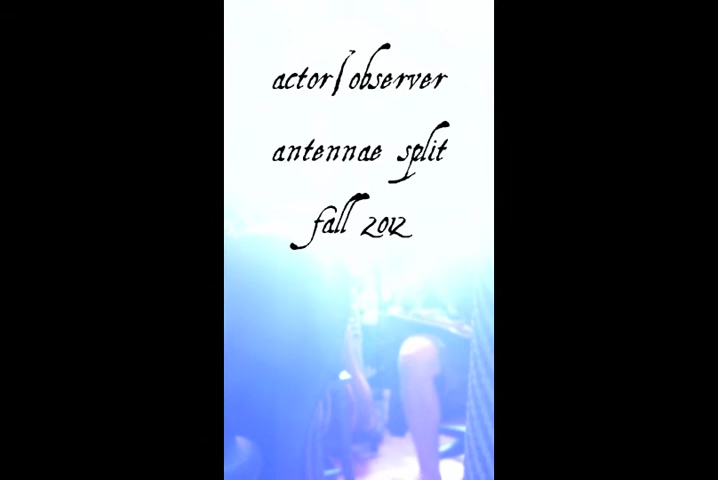 actor/observer
antennae split
fall 2012